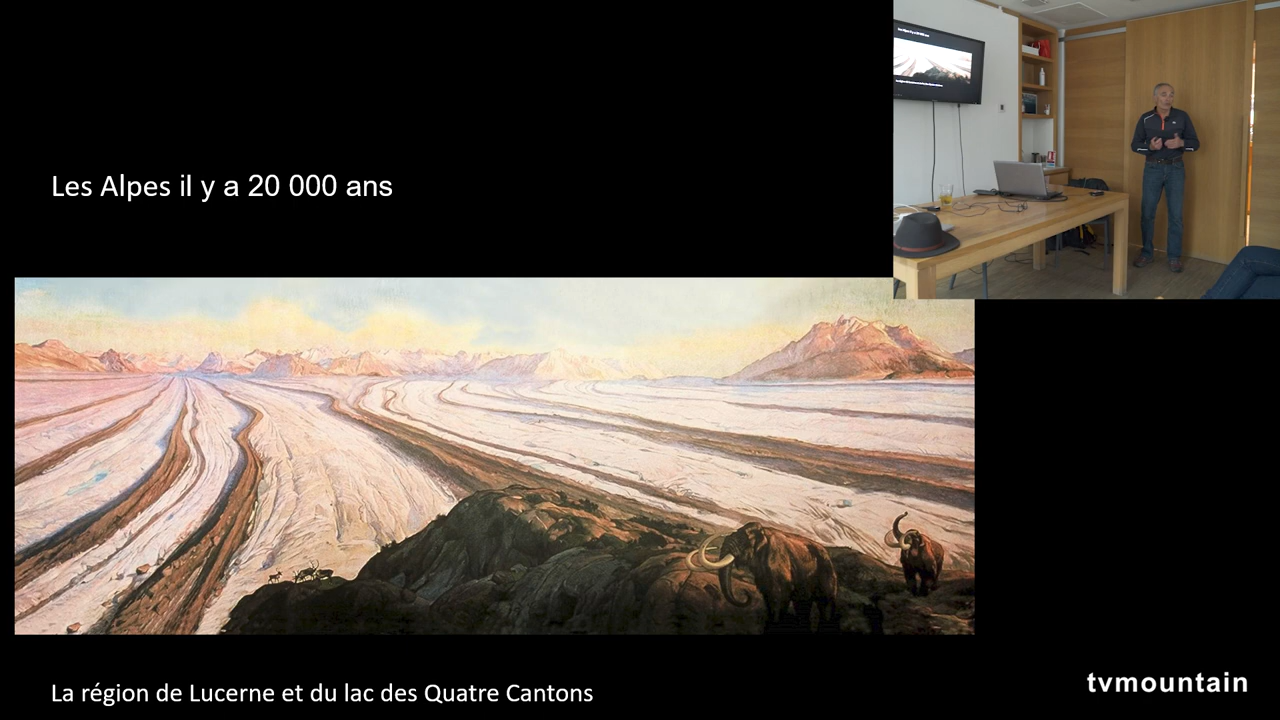 Les Alpes il y a 20 000 ans
La région de Lucerne et du lac des Quatre Cantons
tvmountain